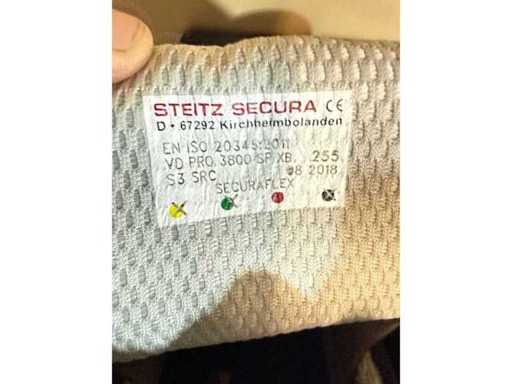 STEITZ SECURA CE
D • 67292 Kirchheimbolanden
EN ISO 20345:2011
VD PRO 3800 SF XB. 255
S3 SRC 08 2018
SECURAFLEX